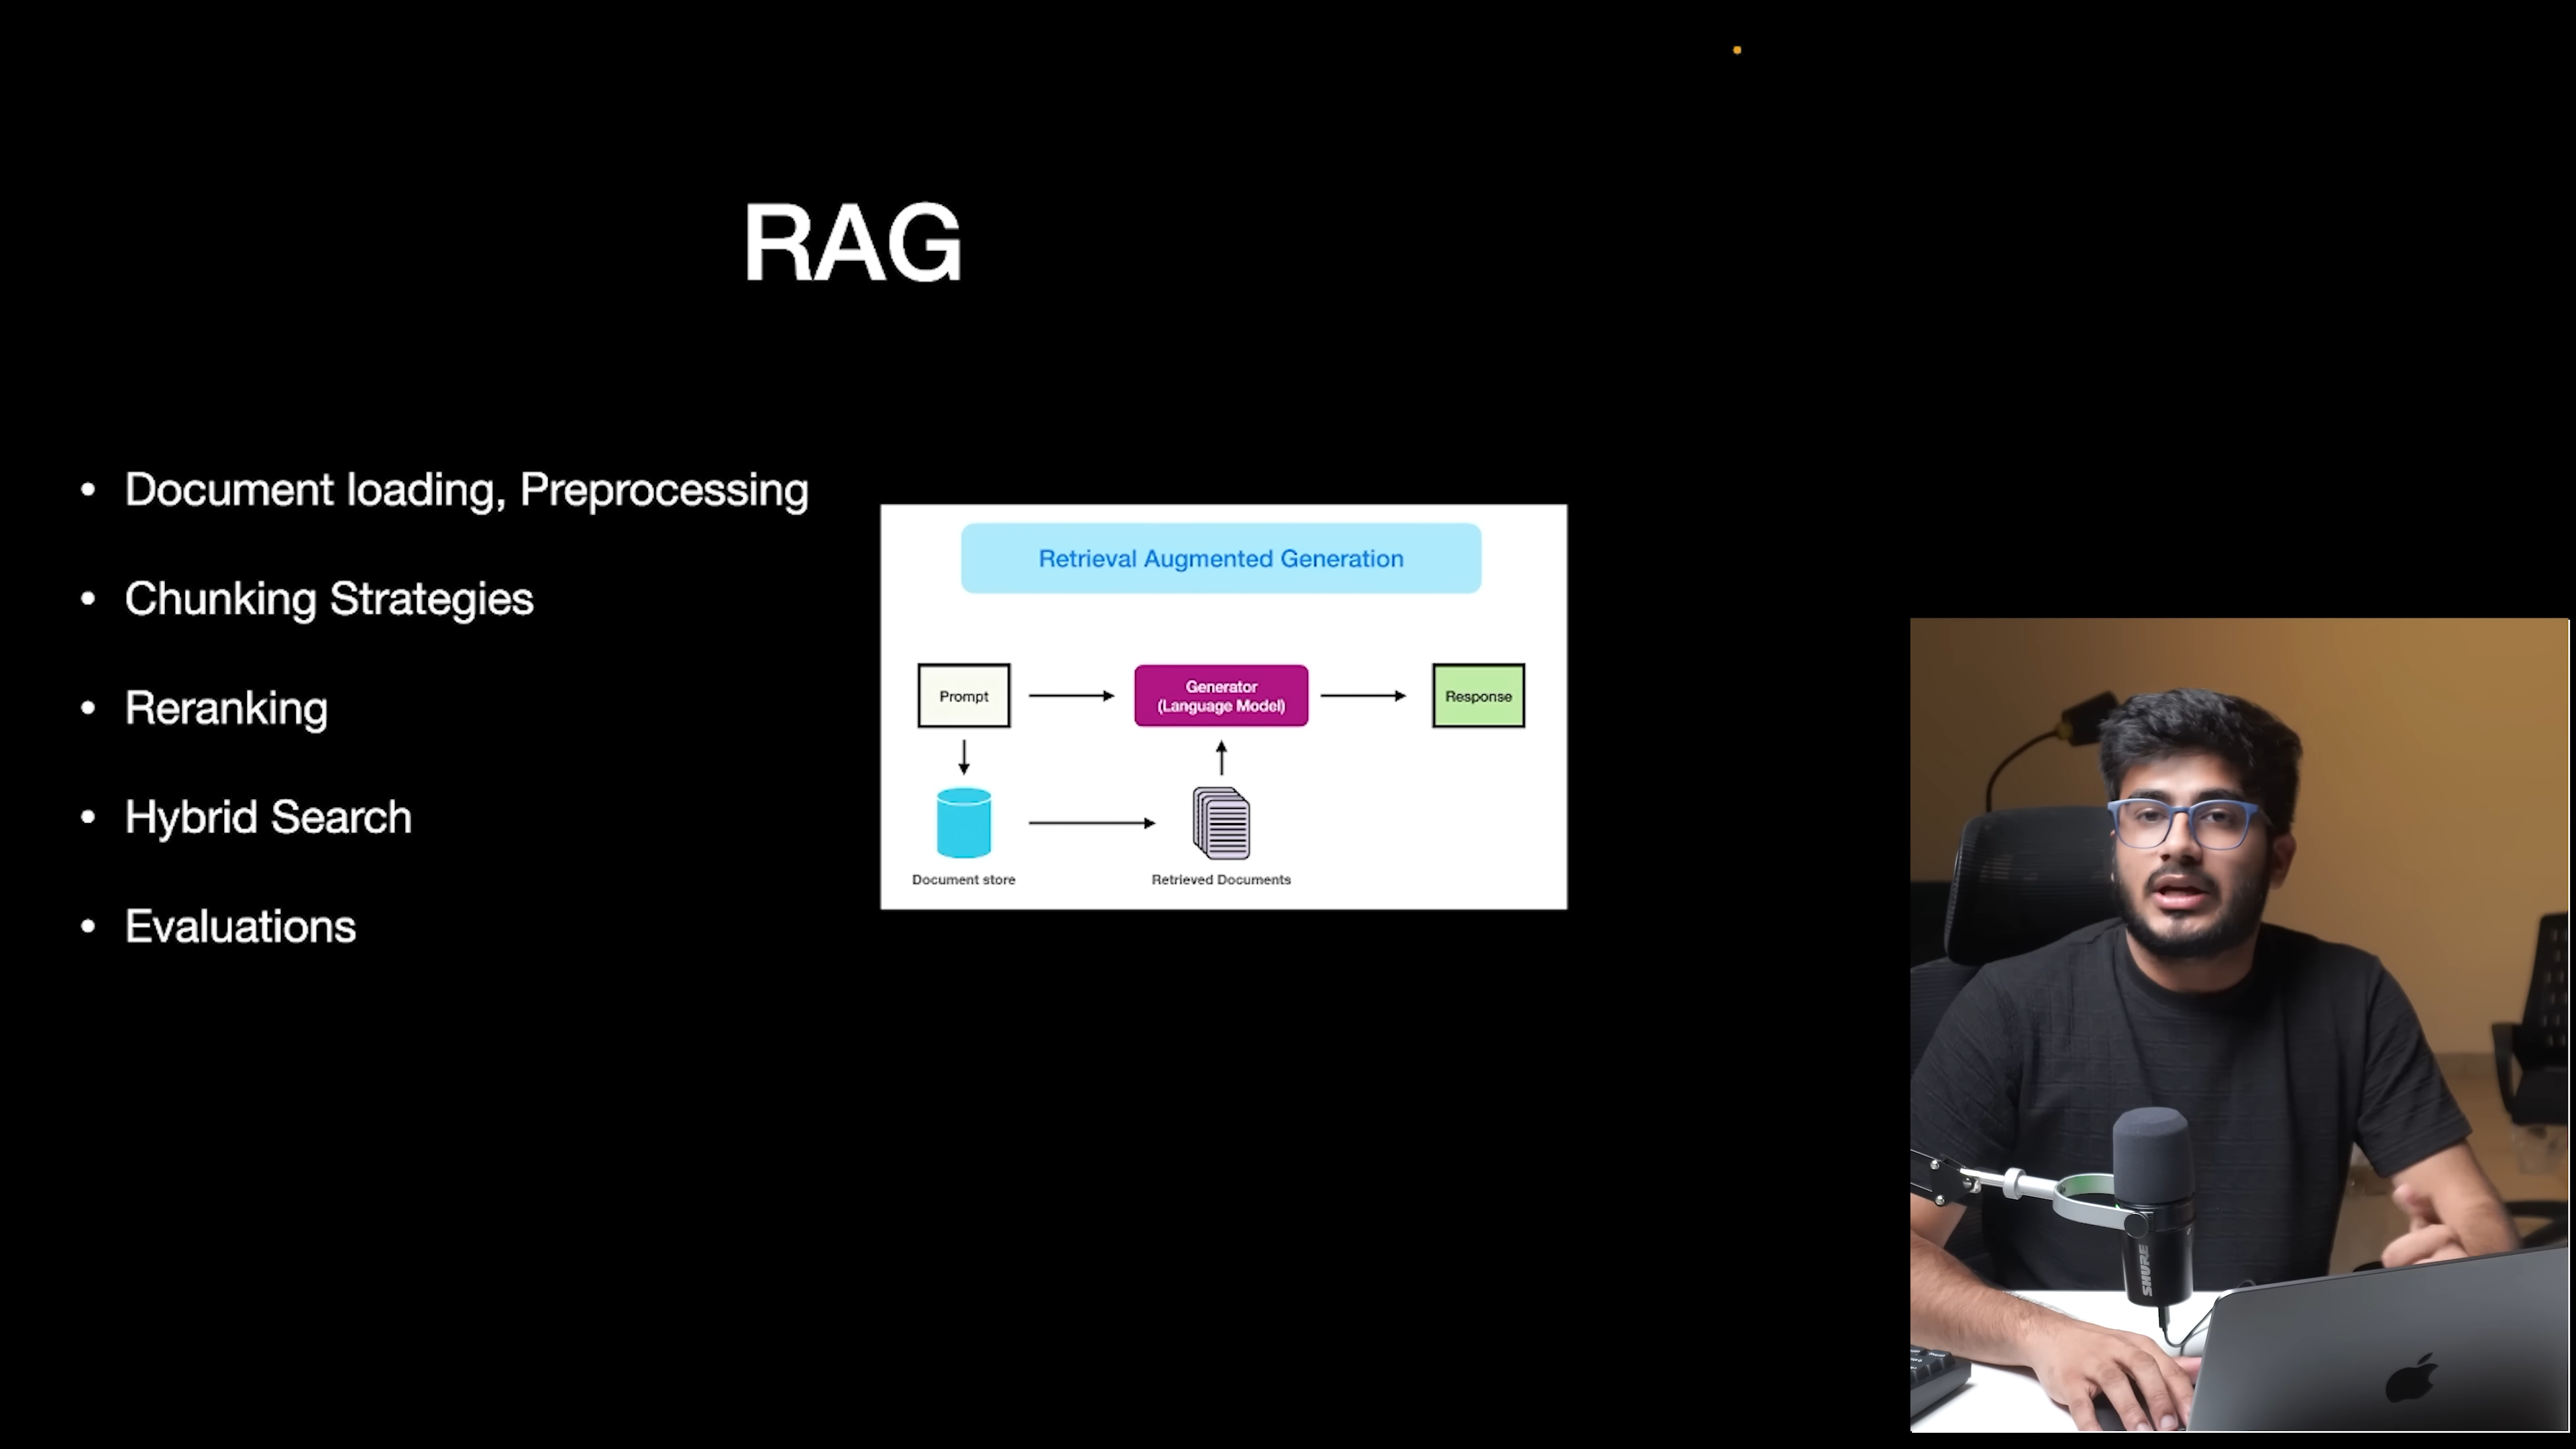 RAG
• Document loading, Preprocessing
• Chunking Strategies
• Reranking
• Hybrid Search
• Evaluations
Retrieval Augmented Generation
Prompt
Generator
(Language Model)
Response
Document store
Retrieved Documents
SHURE